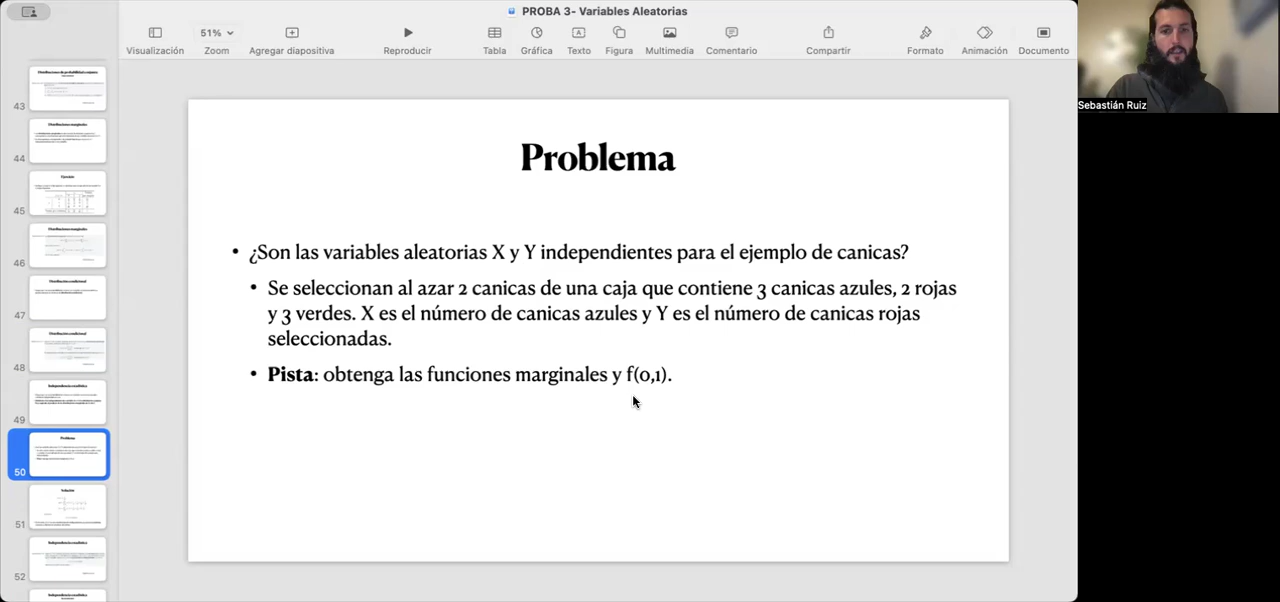 PROBA 3- Variables Aleatorias
51%
Visualización
Zoom
Agregar diapositiva
Reproducir
Tabla
Gráfica
Texto
Figura
Multimedia
Comentario
Compartir
Formato
Animación
Documento
Sebastián Ruiz
43
44
45
46
47
48
49
50
51
52
Problema
• ¿Son las variables aleatorias X y Y independientes para el ejemplo de canicas?
• Se seleccionan al azar 2 canicas de una caja que contiene 3 canicas azules, 2 rojas
y 3 verdes. X es el número de canicas azules y Y es el número de canicas rojas
seleccionadas.
• Pista: obtenga las funciones marginales y f(0,1).